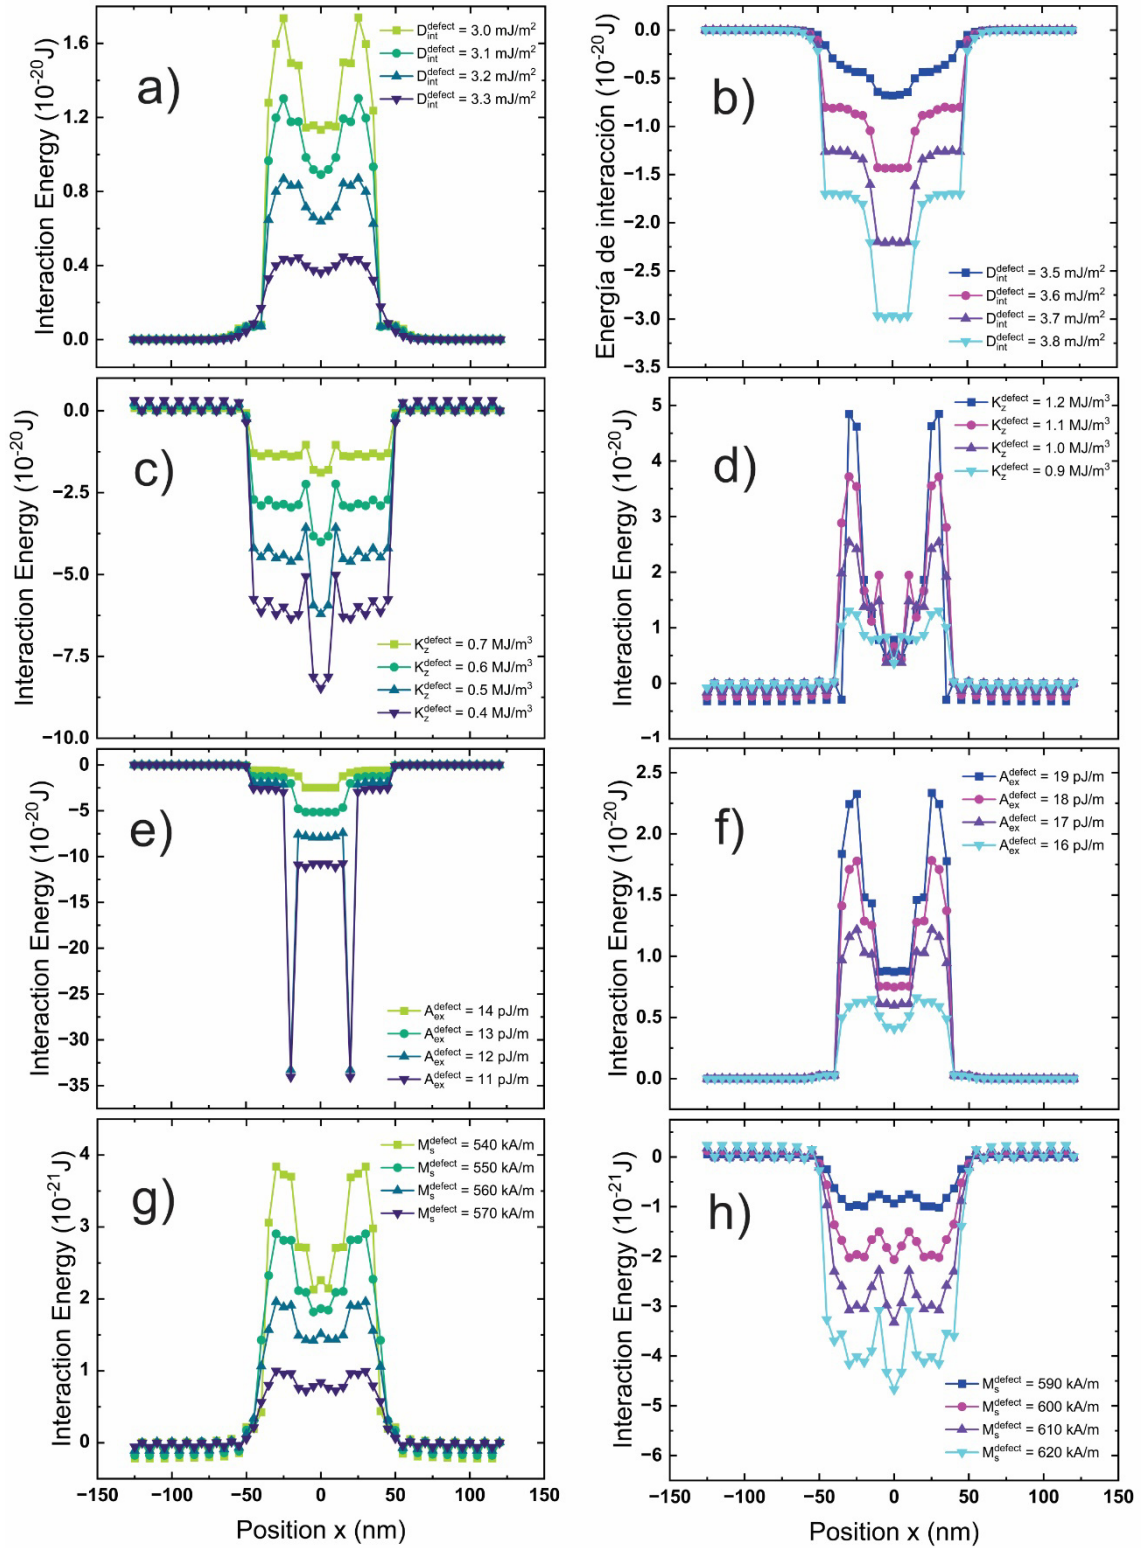 a)
Interaction Energy (10⁻²⁰J)
1.6
1.2
0.8
0.4
0.0
D_int^defect = 3.0 mJ/m²
D_int^defect = 3.1 mJ/m²
D_int^defect = 3.2 mJ/m²
D_int^defect = 3.3 mJ/m²
b)
Energía de interacción (10⁻²⁰J)
0.0
−0.5
−1.0
−1.5
−2.0
−2.5
−3.0
−3.5
D_int^defect = 3.5 mJ/m²
D_int^defect = 3.6 mJ/m²
D_int^defect = 3.7 mJ/m²
D_int^defect = 3.8 mJ/m²
c)
Interaction Energy (10⁻²⁰J)
0.0
−2.5
−5.0
−7.5
−10.0
K_z^defect = 0.7 MJ/m³
K_z^defect = 0.6 MJ/m³
K_z^defect = 0.5 MJ/m³
K_z^defect = 0.4 MJ/m³
d)
Interaction Energy (10⁻²⁰J)
5
4
3
2
1
0
−1
K_z^defect = 1.2 MJ/m³
K_z^defect = 1.1 MJ/m³
K_z^defect = 1.0 MJ/m³
K_z^defect = 0.9 MJ/m³
e)
Interaction Energy (10⁻²⁰J)
0
−5
−10
−15
−20
−25
−30
−35
A_ex^defect = 14 pJ/m
A_ex^defect = 13 pJ/m
A_ex^defect = 12 pJ/m
A_ex^defect = 11 pJ/m
f)
Interaction Energy (10⁻²⁰J)
2.5
2.0
1.5
1.0
0.5
0.0
A_ex^defect = 19 pJ/m
A_ex^defect = 18 pJ/m
A_ex^defect = 17 pJ/m
A_ex^defect = 16 pJ/m
g)
Interaction Energy (10⁻²¹J)
4
3
2
1
0
M_s^defect = 540 kA/m
M_s^defect = 550 kA/m
M_s^defect = 560 kA/m
M_s^defect = 570 kA/m
−150 −100 −50 0 50 100 150
Position x (nm)
h)
Interaction Energy (10⁻²¹J)
0
−1
−2
−3
−4
−5
−6
M_s^defect = 590 kA/m
M_s^defect = 600 kA/m
M_s^defect = 610 kA/m
M_s^defect = 620 kA/m
−150 −100 −50 0 50 100 150
Position x (nm)